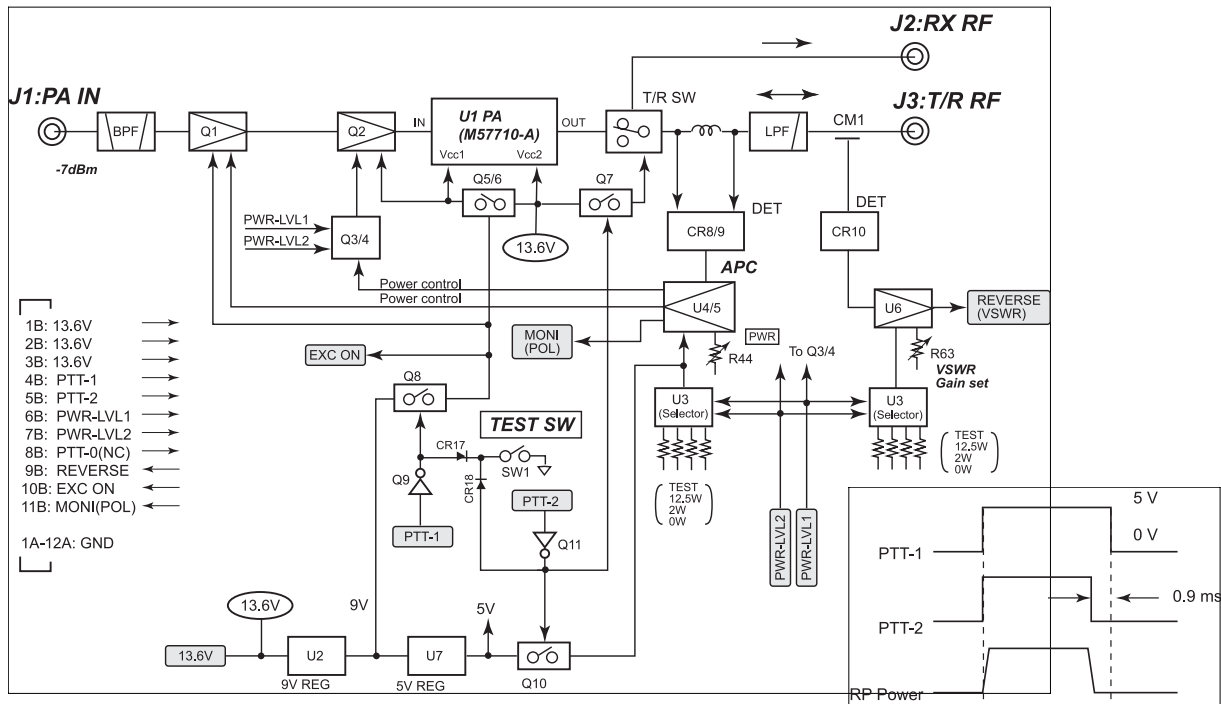 J2:RX RF
J1:PA IN
T/R SW
J3:T/R RF
BPF
Q1
Q2
IN
U1 PA
(M57710-A)
OUT
LPF
CM1
-7dBm
Vcc1
Vcc2
Q5/6
Q7
PWR-LVL1
PWR-LVL2
Q3/4
13.6V
DET
CR8/9
DET
CR10
APC
Power control
Power control
U4/5
U6
REVERSE
(VSWR)
MONI
(POL)
EXC ON
R44
PWR
To Q3/4
R63
VSWR
Gain set
1B: 13.6V
2B: 13.6V
3B: 13.6V
4B: PTT-1
5B: PTT-2
6B: PWR-LVL1
7B: PWR-LVL2
8B: PTT-0(NC)
9B: REVERSE
10B: EXC ON
11B: MONI(POL)
1A-12A: GND
Q8
TEST SW
CR17
SW1
CR18
Q9
PTT-1
PTT-2
Q11
U3
(Selector)
U3
(Selector)
TEST
12.5W
2W
0W
TEST
12.5W
2W
0W
PWR-LVL2
PWR-LVL1
13.6V
9V
5V
13.6V
U2
9V REG
U7
5V REG
Q10
5 V
0 V
PTT-1
0.9 ms
PTT-2
RP Power